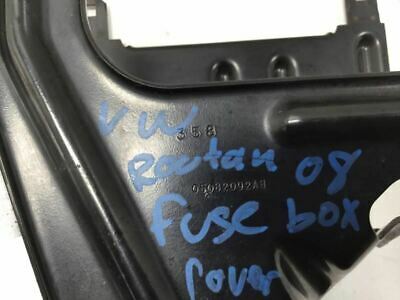 VW
358
Routan 08
05082092AB
fuse box
cover